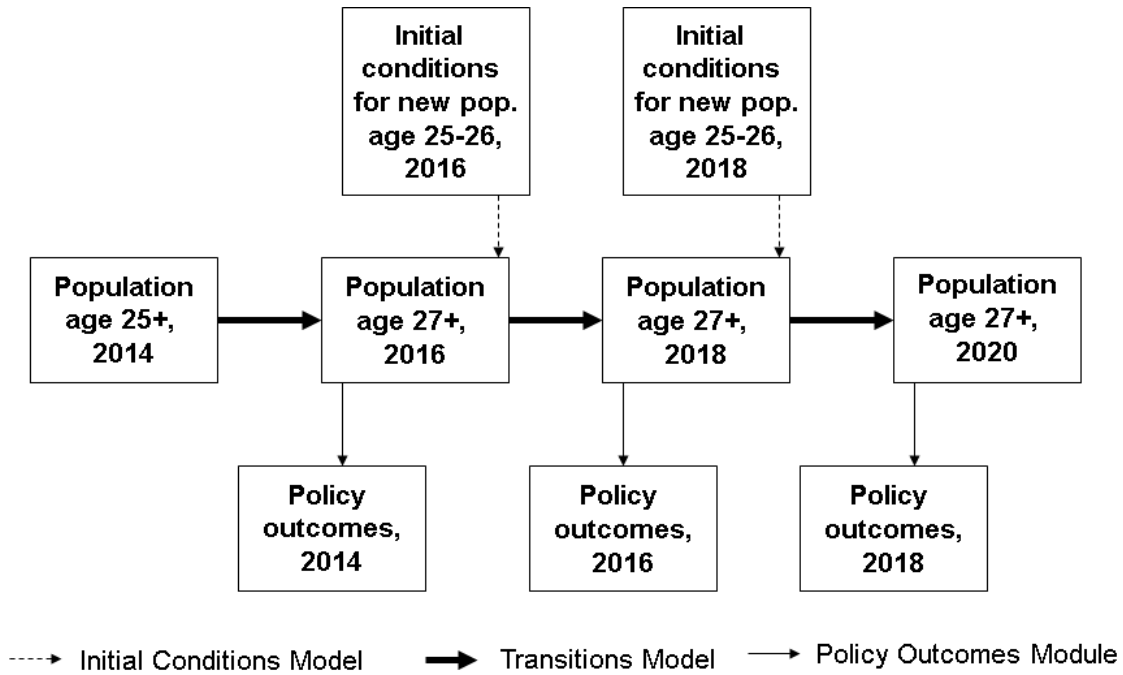 Initial
conditions
for new pop.
age 25-26,
2016
Initial
conditions
for new pop.
age 25-26,
2018
Population
age 25+,
2014
Population
age 27+,
2016
Population
age 27+,
2018
Population
age 27+,
2020
Policy
outcomes,
2014
Policy
outcomes,
2016
Policy
outcomes,
2018
Initial Conditions Model
Transitions Model
Policy Outcomes Module